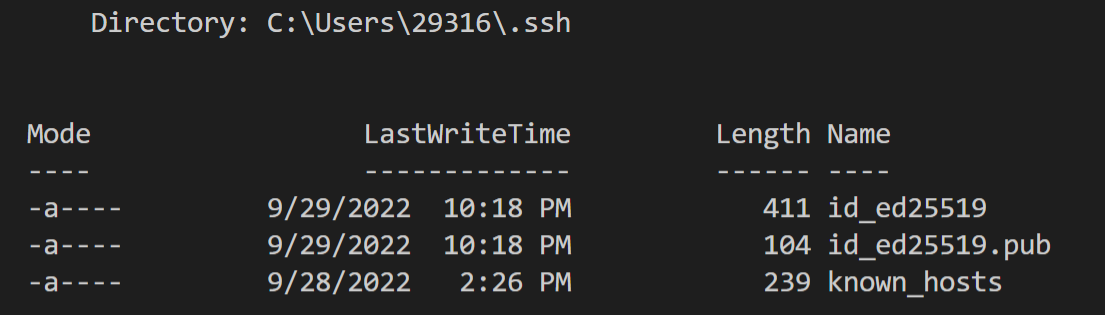 Directory: C:\Users\29316\.ssh
Mode LastWriteTime Length Name
---- ------------- ------ ----
-a---- 9/29/2022 10:18 PM 411 id_ed25519
-a---- 9/29/2022 10:18 PM 104 id_ed25519.pub
-a---- 9/28/2022 2:26 PM 239 known_hosts